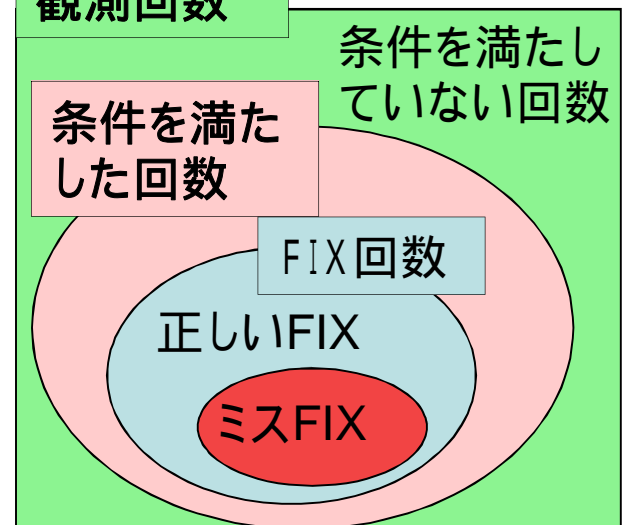 観測回数
条件を満たし
ていない回数
条件を満た
した回数
FIX回数
正しいFIX
ミスFIX